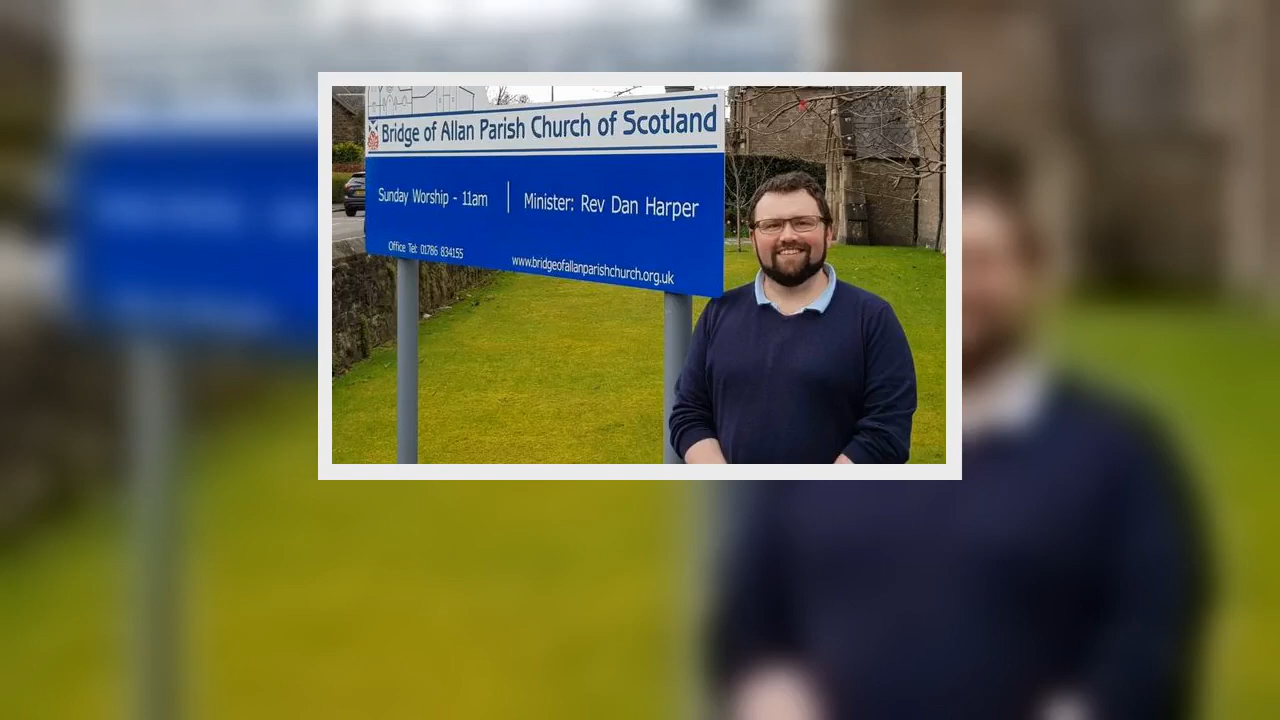 Bridge of Allan Parish Church of Scotland
Sunday Worship - 11am
Minister: Rev Dan Harper
Office Tel: 01786 834155
www.bridgeofallanparishchurch.org.uk